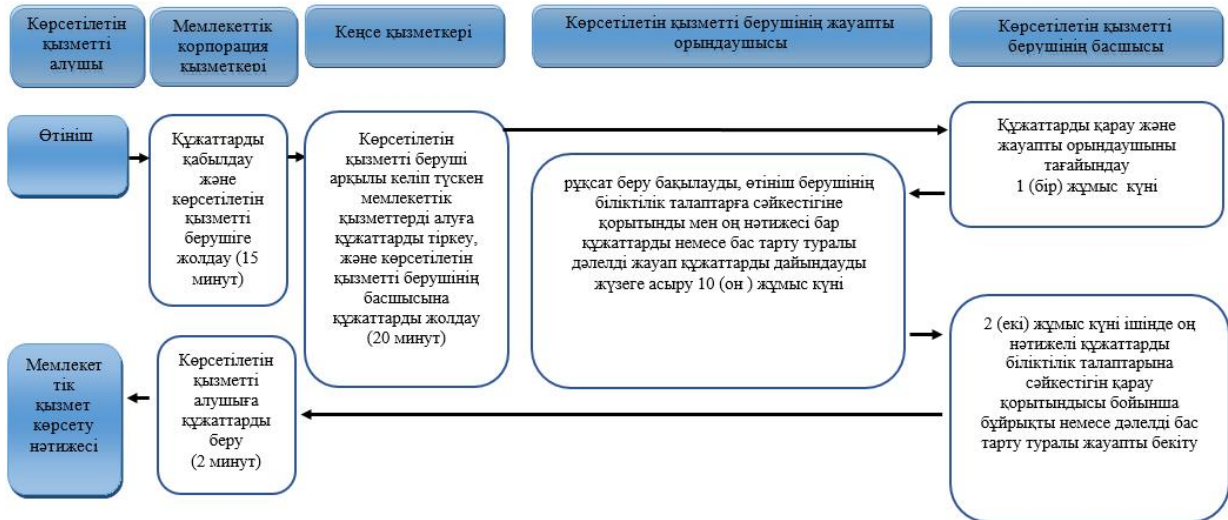 Көрсетілетін
қызметті
алушы
Мемлекеттік
корпорация
қызметкері
Кеңсе қызметкері
Көрсетілетін қызметті берушінің жауапты
орындаушысы
Көрсетілетін қызметті
берушінің басшысы
Өтініш
Құжаттарды
қабылдау
және
көрсетілетін
қызметті
берушіге
жолдау (15
минут)
Көрсетілетін
қызметті беруші
арқылы келіп түскен
мемлекеттік
қызметтерді алуға
құжаттарды тіркеу,
және көрсетілетін
қызметті берушінің
басшысына
құжаттарды жолдау
(20 минут)
Құжаттарды қарау және
жауапты орындаушыны
тағайындау
1 (бір) жұмыс күні
рұқсат беру бақылауды, өтініш берушінің
біліктілік талаптарға сәйкестігіне
қорытынды мен оң нәтижесі бар
құжаттарды немесе бас тарту туралы
дәлелді жауап құжаттарды дайындауды
жүзеге асыру 10 (он ) жұмыс күні
2 (екі) жұмыс күні ішінде оң
нәтижелі құжаттарды
біліктілік талаптарына
сәйкестігін қарау
қорытындысы бойынша
бұйрықты немесе дәлелді бас
тарту туралы жауапты бекіту
Көрсетілетін
қызметті
алушыға
құжаттарды
беру
(2 минут)
Мемлекет
тік
қызмет
көрсету
нәтижесі